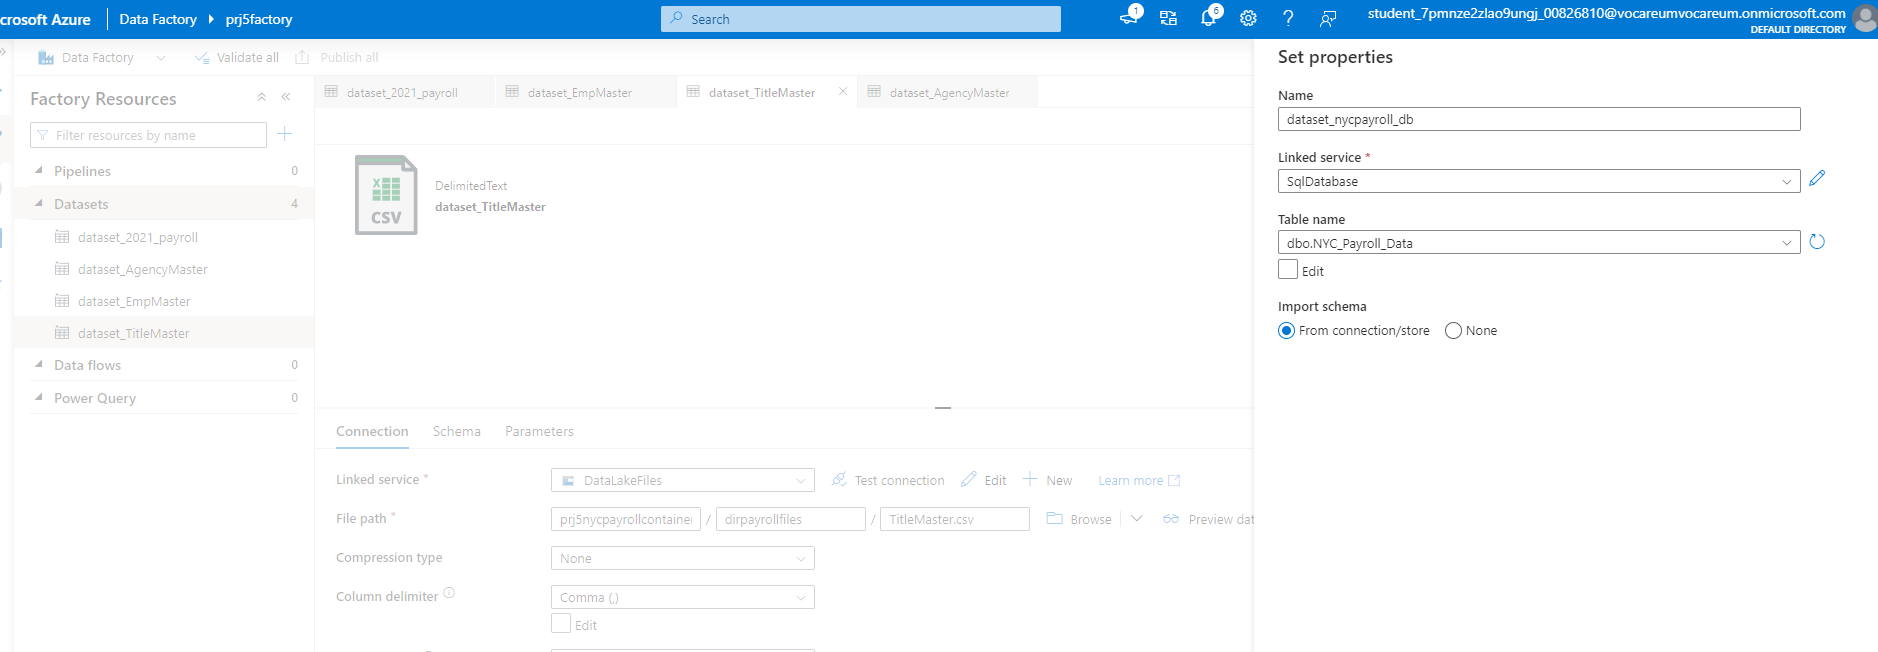 crosoft Azure
Data Factory
prj5factory
Search
1
6
student_7pmnze2zlao9ungj_00826810@vocareumvocareum.onmicrosoft.com
DEFAULT DIRECTORY
Data Factory
Validate all
Publish all
Factory Resources
Filter resources by name
Pipelines 0
Datasets 4
dataset_2021_payroll
dataset_AgencyMaster
dataset_EmpMaster
dataset_TitleMaster
Data flows 0
Power Query 0
dataset_2021_payroll
dataset_EmpMaster
dataset_TitleMaster
dataset_AgencyMaster
X
CSV
DelimitedText
dataset_TitleMaster
Connection
Schema
Parameters
Linked service *
DataLakeFiles
Test connection
Edit
New
Learn more
File path *
prj5nycpayrollcontainer
/
dirpayrollfiles
/
TitleMaster.csv
Browse
Preview dat
Compression type
None
Column delimiter
Comma (,)
Edit
Set properties
Name
dataset_nycpayroll_db
Linked service *
SqlDatabase
Table name
dbo.NYC_Payroll_Data
Edit
Import schema
From connection/store
None